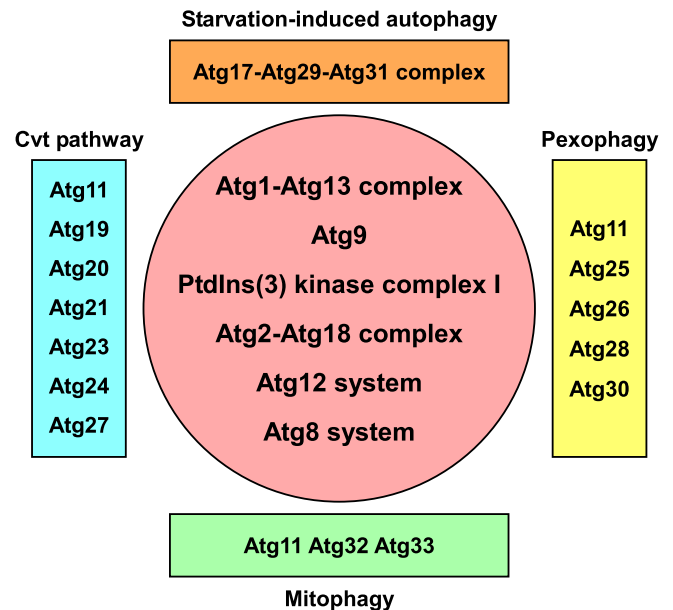 Starvation-induced autophagy
Atg17-Atg29-Atg31 complex
Cvt pathway
Atg11
Atg19
Atg20
Atg21
Atg23
Atg24
Atg27
Atg1-Atg13 complex
Atg9
PtdIns(3) kinase complex I
Atg2-Atg18 complex
Atg12 system
Atg8 system
Pexophagy
Atg11
Atg25
Atg26
Atg28
Atg30
Atg11 Atg32 Atg33
Mitophagy